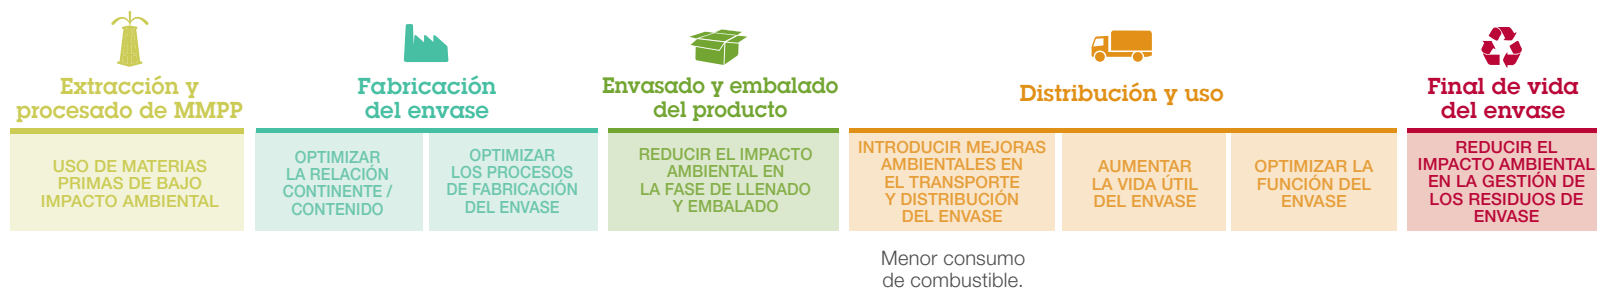 Extracción y
procesado de MMPP
USO DE MATERIAS
PRIMAS DE BAJO
IMPACTO AMBIENTAL
Fabricación
del envase
OPTIMIZAR
LA RELACIÓN
CONTINENTE /
CONTENIDO
OPTIMIZAR
LOS PROCESOS
DE FABRICACIÓN
DEL ENVASE
Envasado y embalado
del producto
REDUCIR EL IMPACTO
AMBIENTAL EN
LA FASE DE LLENADO
Y EMBALADO
Distribución y uso
INTRODUCIR MEJORAS
AMBIENTALES EN
EL TRANSPORTE
Y DISTRIBUCIÓN
DEL ENVASE
Menor consumo
de combustible.
AUMENTAR
LA VIDA ÚTIL
DEL ENVASE
OPTIMIZAR LA
FUNCIÓN DEL
ENVASE
Final de vida
del envase
REDUCIR EL
IMPACTO AMBIENTAL
EN LA GESTIÓN DE
LOS RESIDUOS DE
ENVASE